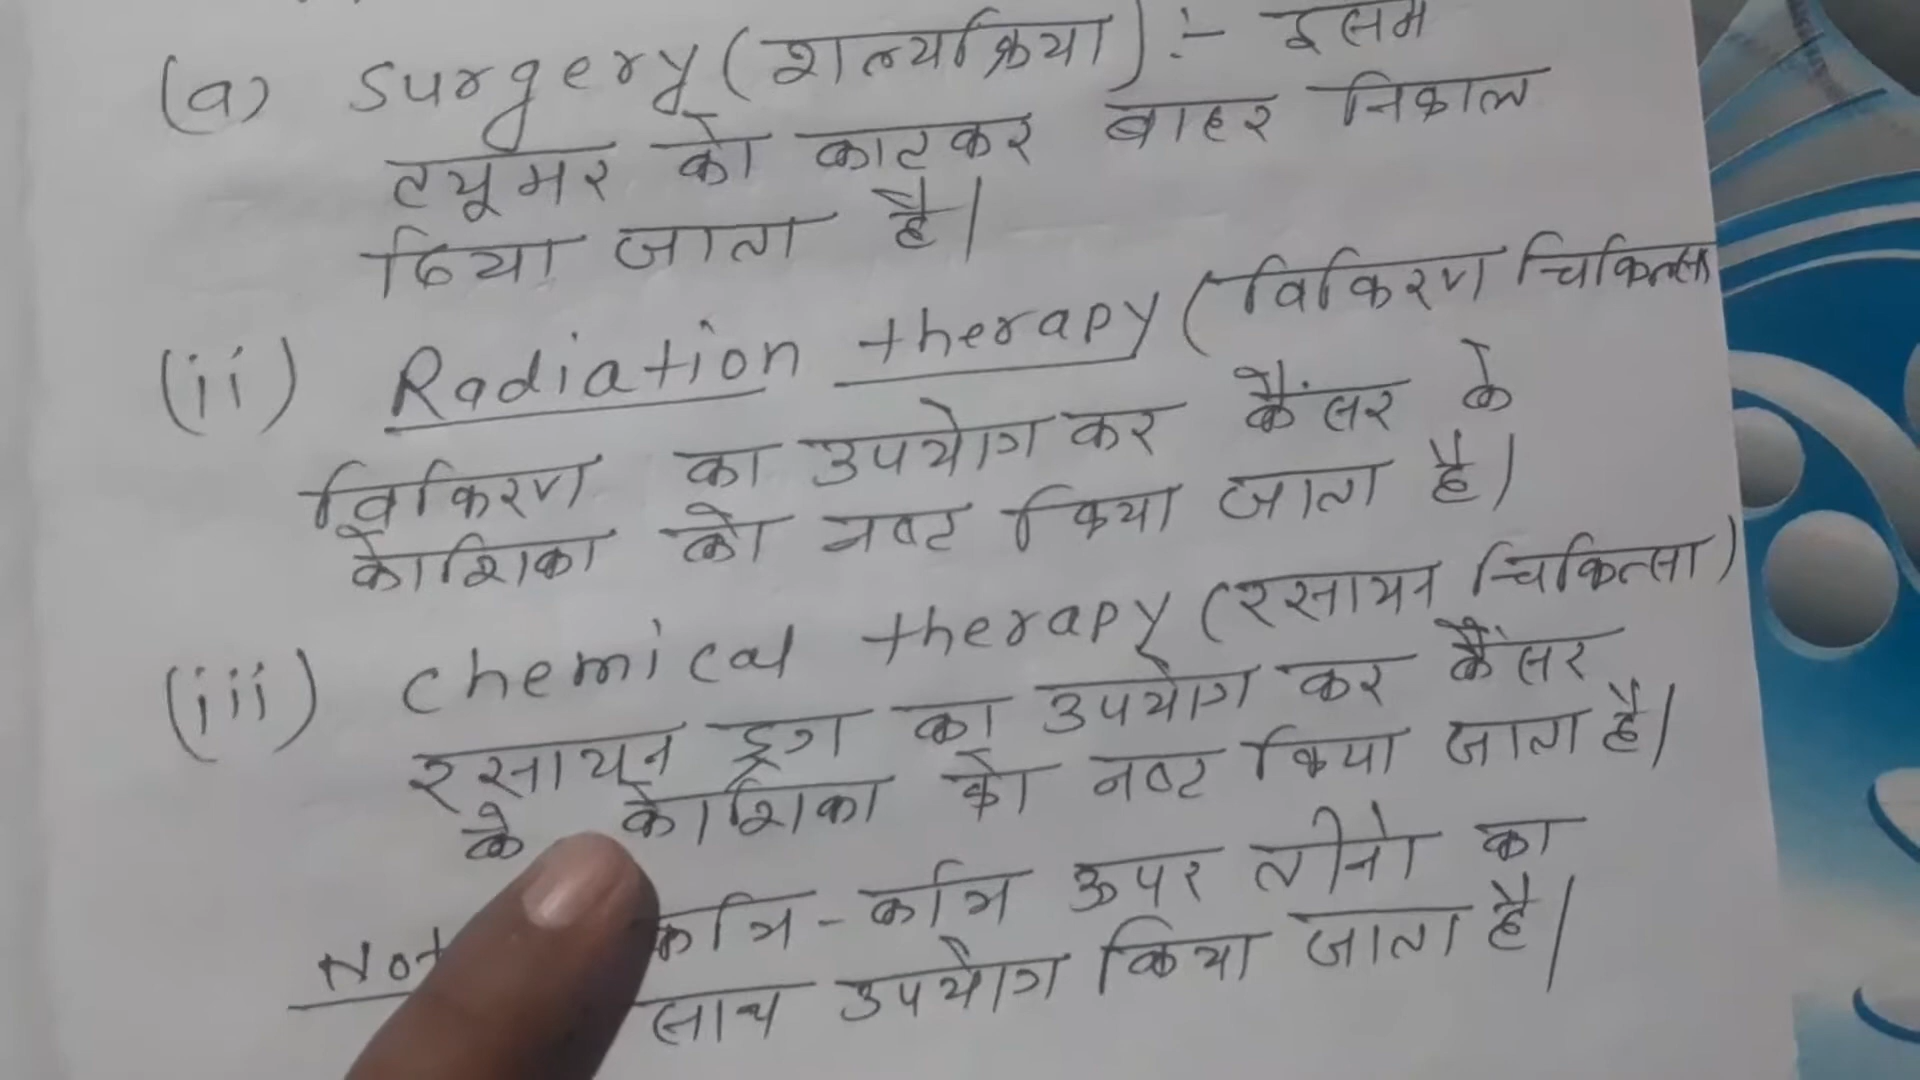 (a) Surgery (शल्यक्रिया) :- इसमें
ट्यूमर को काटकर बाहर निकाल
दिया जाता है।
(ii) Radiation therapy (विकिरण चिकित्सा
विकिरण का उपयोग कर कैंसर के
कोशिका को नष्ट किया जाता है।
(iii) chemical therapy (रसायन चिकित्सा)
रसायन ड्रग का उपयोग कर कैंसर
के कोशिका को नष्ट किया जाता है।
Not कभि-कभि ऊपर तीनो का
साथ उपयोग किया जाता है।